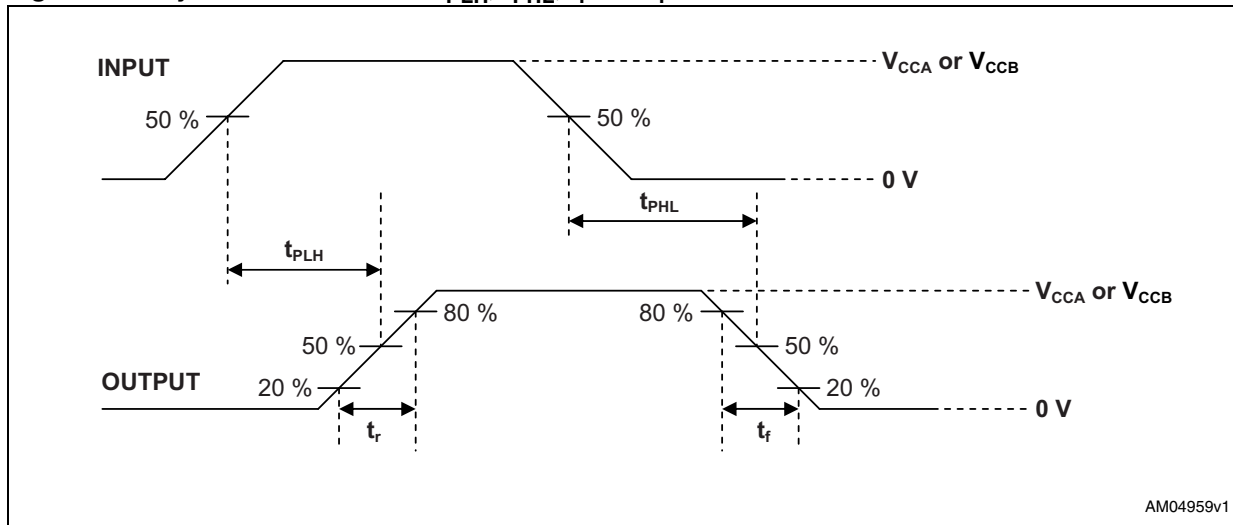 INPUT
V_CCA or V_CCB
50 %
50 %
0 V
t_PHL
t_PLH
V_CCA or V_CCB
80 %
80 %
50 %
50 %
OUTPUT
20 %
20 %
0 V
t_r
t_f
AM04959v1